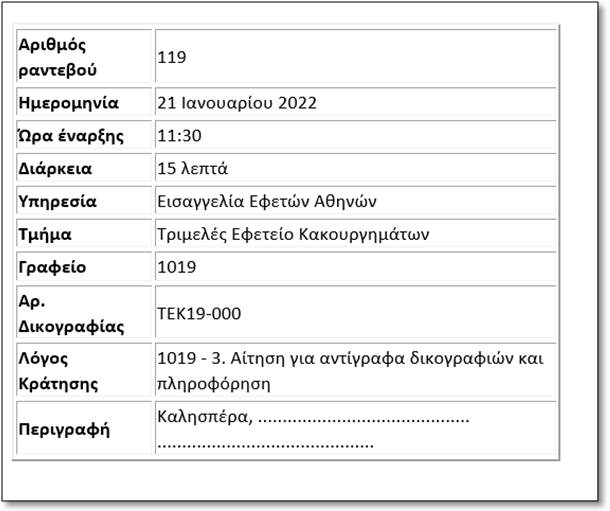 Αριθμός
ραντεβού
119
Ημερομηνία
21 Ιανουαρίου 2022
Ώρα έναρξης
11:30
Διάρκεια
15 λεπτά
Υπηρεσία
Εισαγγελία Εφετών Αθηνών
Τμήμα
Τριμελές Εφετείο Κακουργημάτων
Γραφείο
1019
Αρ.
Δικογραφίας
ΤΕΚ19-000
Λόγος
Κράτησης
1019 - 3. Αίτηση για αντίγραφα δικογραφιών και
πληροφόρηση
Περιγραφή
Καλησπέρα, ...........................................
............................................